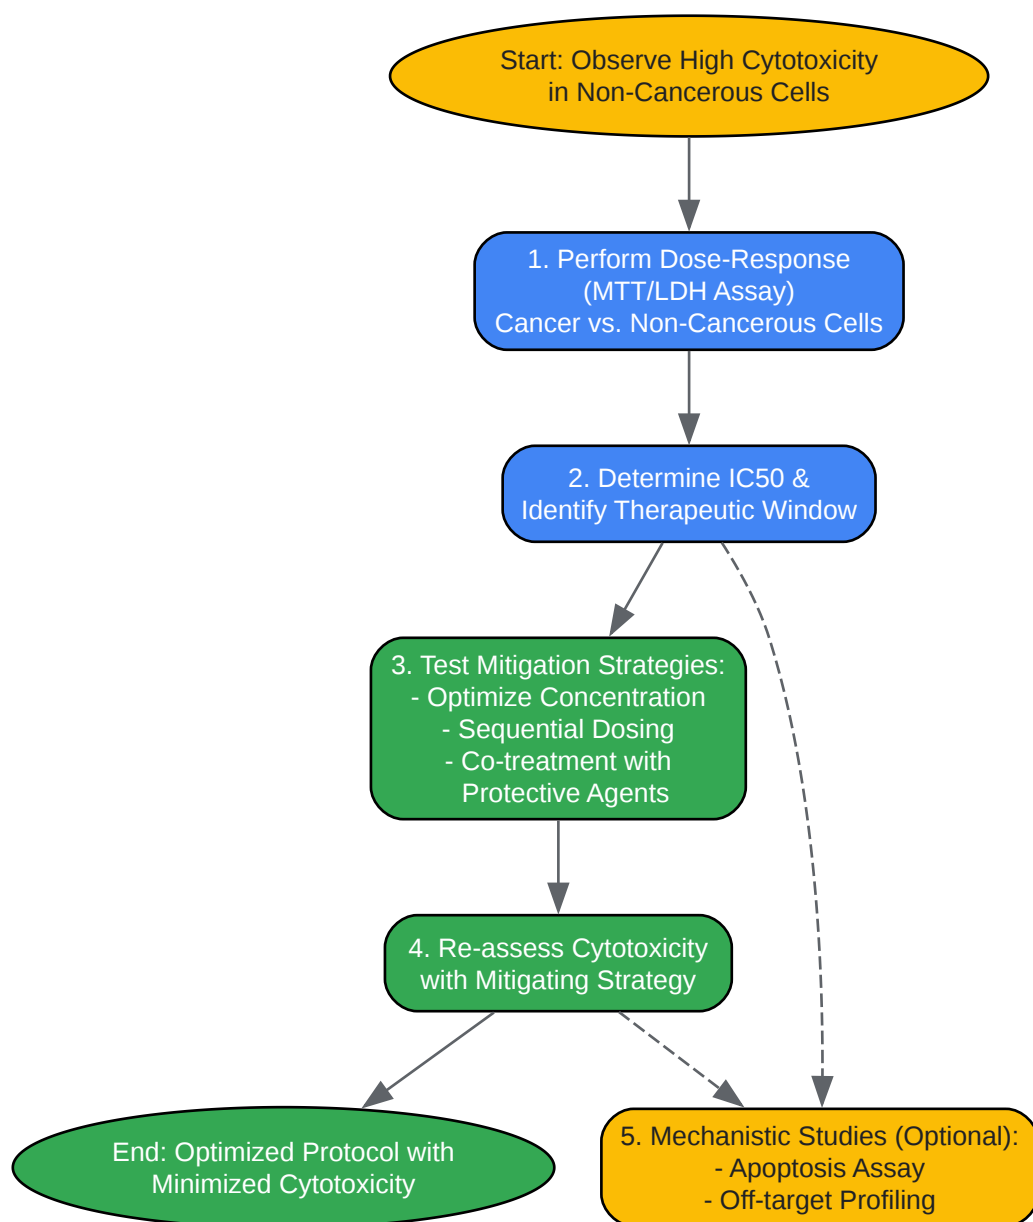 Start: Observe High Cytotoxicity
in Non-Cancerous Cells
1. Perform Dose-Response
(MTT/LDH Assay)
Cancer vs. Non-Cancerous Cells
2. Determine IC50 &
Identify Therapeutic Window
3. Test Mitigation Strategies:
- Optimize Concentration
- Sequential Dosing
- Co-treatment with
Protective Agents
4. Re-assess Cytotoxicity
with Mitigating Strategy
End: Optimized Protocol with
Minimized Cytotoxicity
5. Mechanistic Studies (Optional):
- Apoptosis Assay
- Off-target Profiling